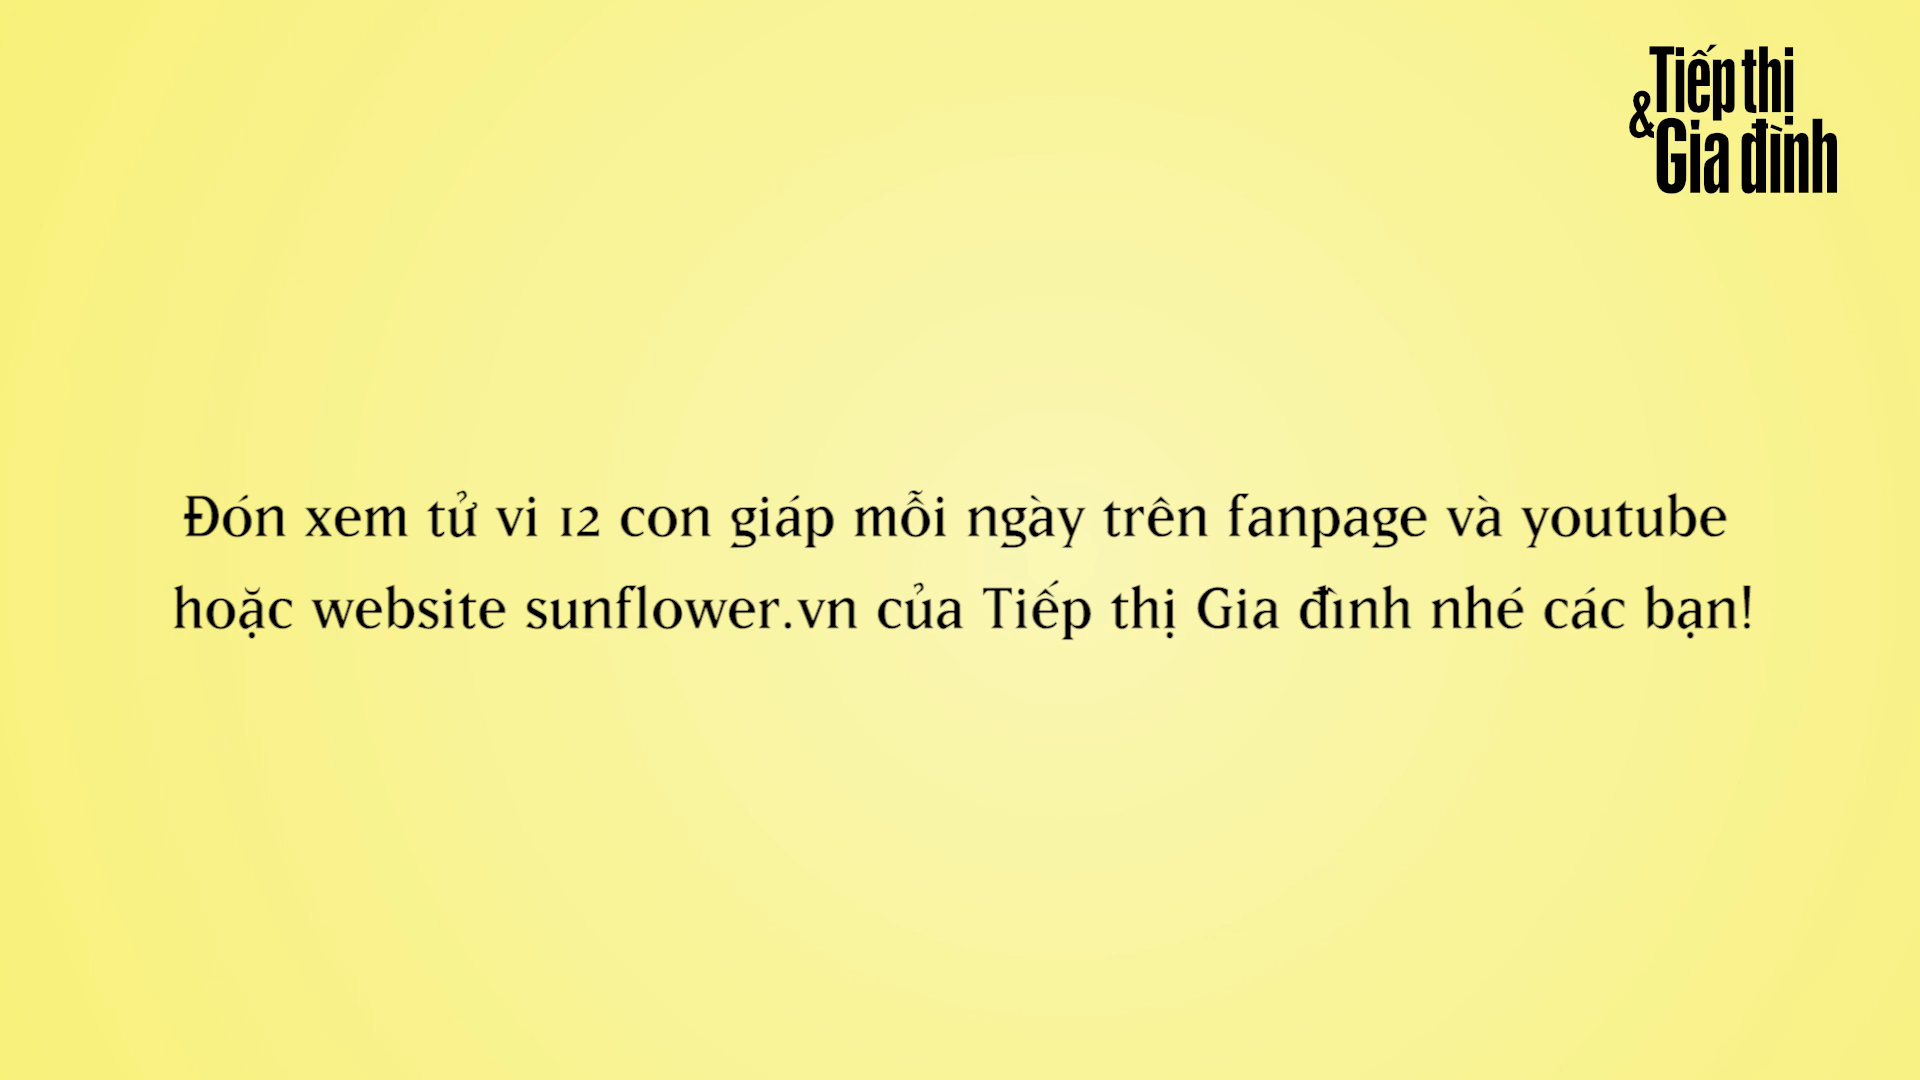 Tiếp thị
& Gia đình
Đón xem tử vi 12 con giáp mỗi ngày trên fanpage và youtube
hoặc website sunflower.vn của Tiếp thị Gia đình nhé các bạn!